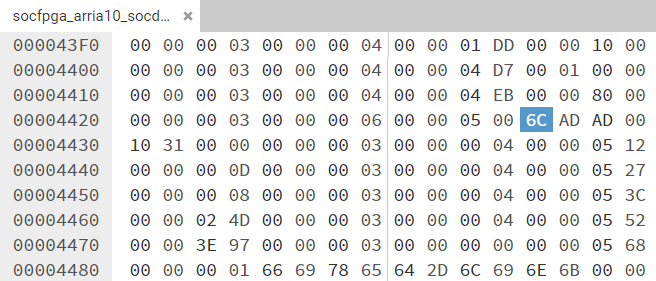 socfpga_arria10_socd... ×
000043F0 00 00 00 03 00 00 00 04 00 00 01 DD 00 00 10 00
00004400 00 00 00 03 00 00 00 04 00 00 04 D7 00 01 00 00
00004410 00 00 00 03 00 00 00 04 00 00 04 EB 00 00 80 00
00004420 00 00 00 03 00 00 00 06 00 00 05 00 6C AD AD 00
00004430 10 31 00 00 00 00 00 03 00 00 00 04 00 00 05 12
00004440 00 00 00 0D 00 00 00 03 00 00 00 04 00 00 05 27
00004450 00 00 00 08 00 00 00 03 00 00 00 04 00 00 05 3C
00004460 00 00 02 4D 00 00 00 03 00 00 00 04 00 00 05 52
00004470 00 00 3E 97 00 00 00 03 00 00 00 00 00 00 05 68
00004480 00 00 00 01 66 69 78 65 64 2D 6C 69 6E 6B 00 00